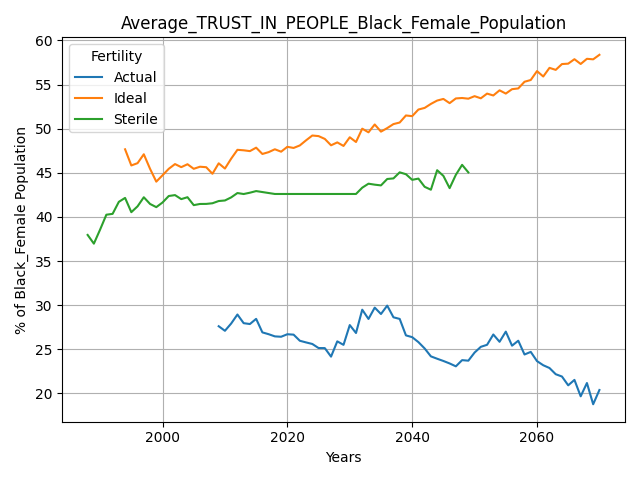 Average_TRUST_IN_PEOPLE_Black_Female_Population
% of Black_Female Population
60
55
50
45
40
35
30
25
20
Fertility
Actual
Ideal
Sterile
2000
2020
2040
2060
Years